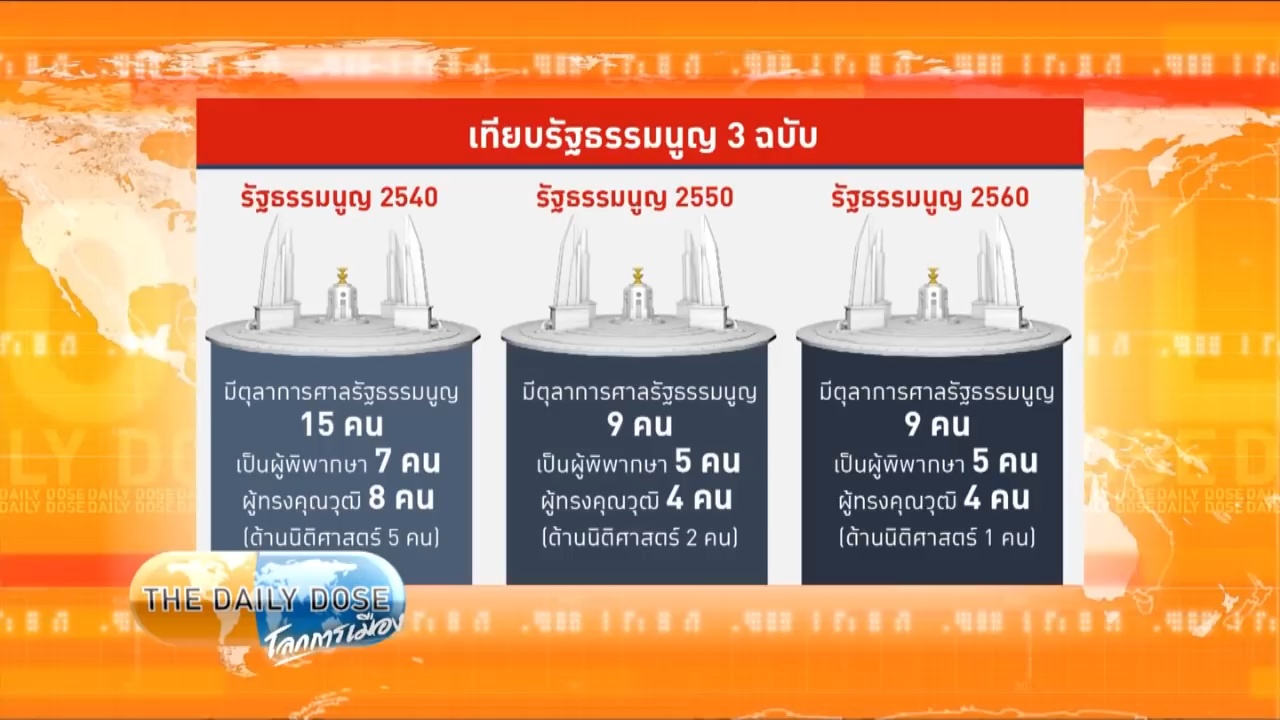 เทียบรัฐธรรมนูญ 3 ฉบับ
รัฐธรรมนูญ 2540
มีตุลาการศาลรัฐธรรมนูญ
15 คน
เป็นผู้พิพากษา 7 คน
ผู้ทรงคุณวุฒิ 8 คน
(ด้านนิติศาสตร์ 5 คน)
รัฐธรรมนูญ 2550
มีตุลาการศาลรัฐธรรมนูญ
9 คน
เป็นผู้พิพากษา 5 คน
ผู้ทรงคุณวุฒิ 4 คน
(ด้านนิติศาสตร์ 2 คน)
รัฐธรรมนูญ 2560
มีตุลาการศาลรัฐธรรมนูญ
9 คน
เป็นผู้พิพากษา 5 คน
ผู้ทรงคุณวุฒิ 4 คน
(ด้านนิติศาสตร์ 1 คน)
THE DAILY DOSE
โลกการเมือง
DAILY DOSE DAILY DOSE
DAILY DOSE DAILY DOSE